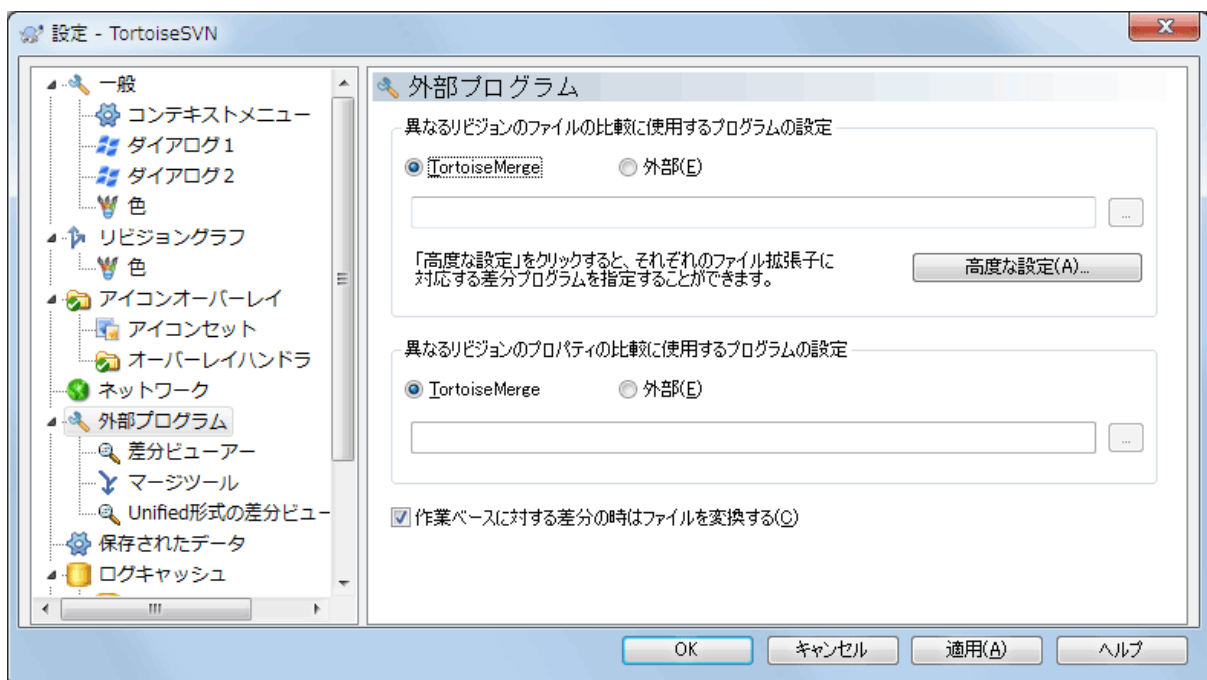 設定 - TortoiseSVN
一般
コンテキストメニュー
ダイアログ1
ダイアログ2
色
リビジョングラフ
色
アイコンオーバーレイ
アイコンセット
オーバーレイハンドラ
ネットワーク
外部プログラム
差分ビューアー
マージツール
Unified形式の差分ビュー
保存されたデータ
ログキャッシュ
外部プログラム
異なるリビジョンのファイルの比較に使用するプログラムの設定
TortoiseMerge 外部(E)
...
「高度な設定」をクリックすると、それぞれのファイル拡張子に
対応する差分プログラムを指定することができます。
高度な設定(A)...
異なるリビジョンのプロパティの比較に使用するプログラムの設定
TortoiseMerge 外部(E)
...
作業ベースに対する差分の時はファイルを変換する(C)
OK キャンセル 適用(A) ヘルプ